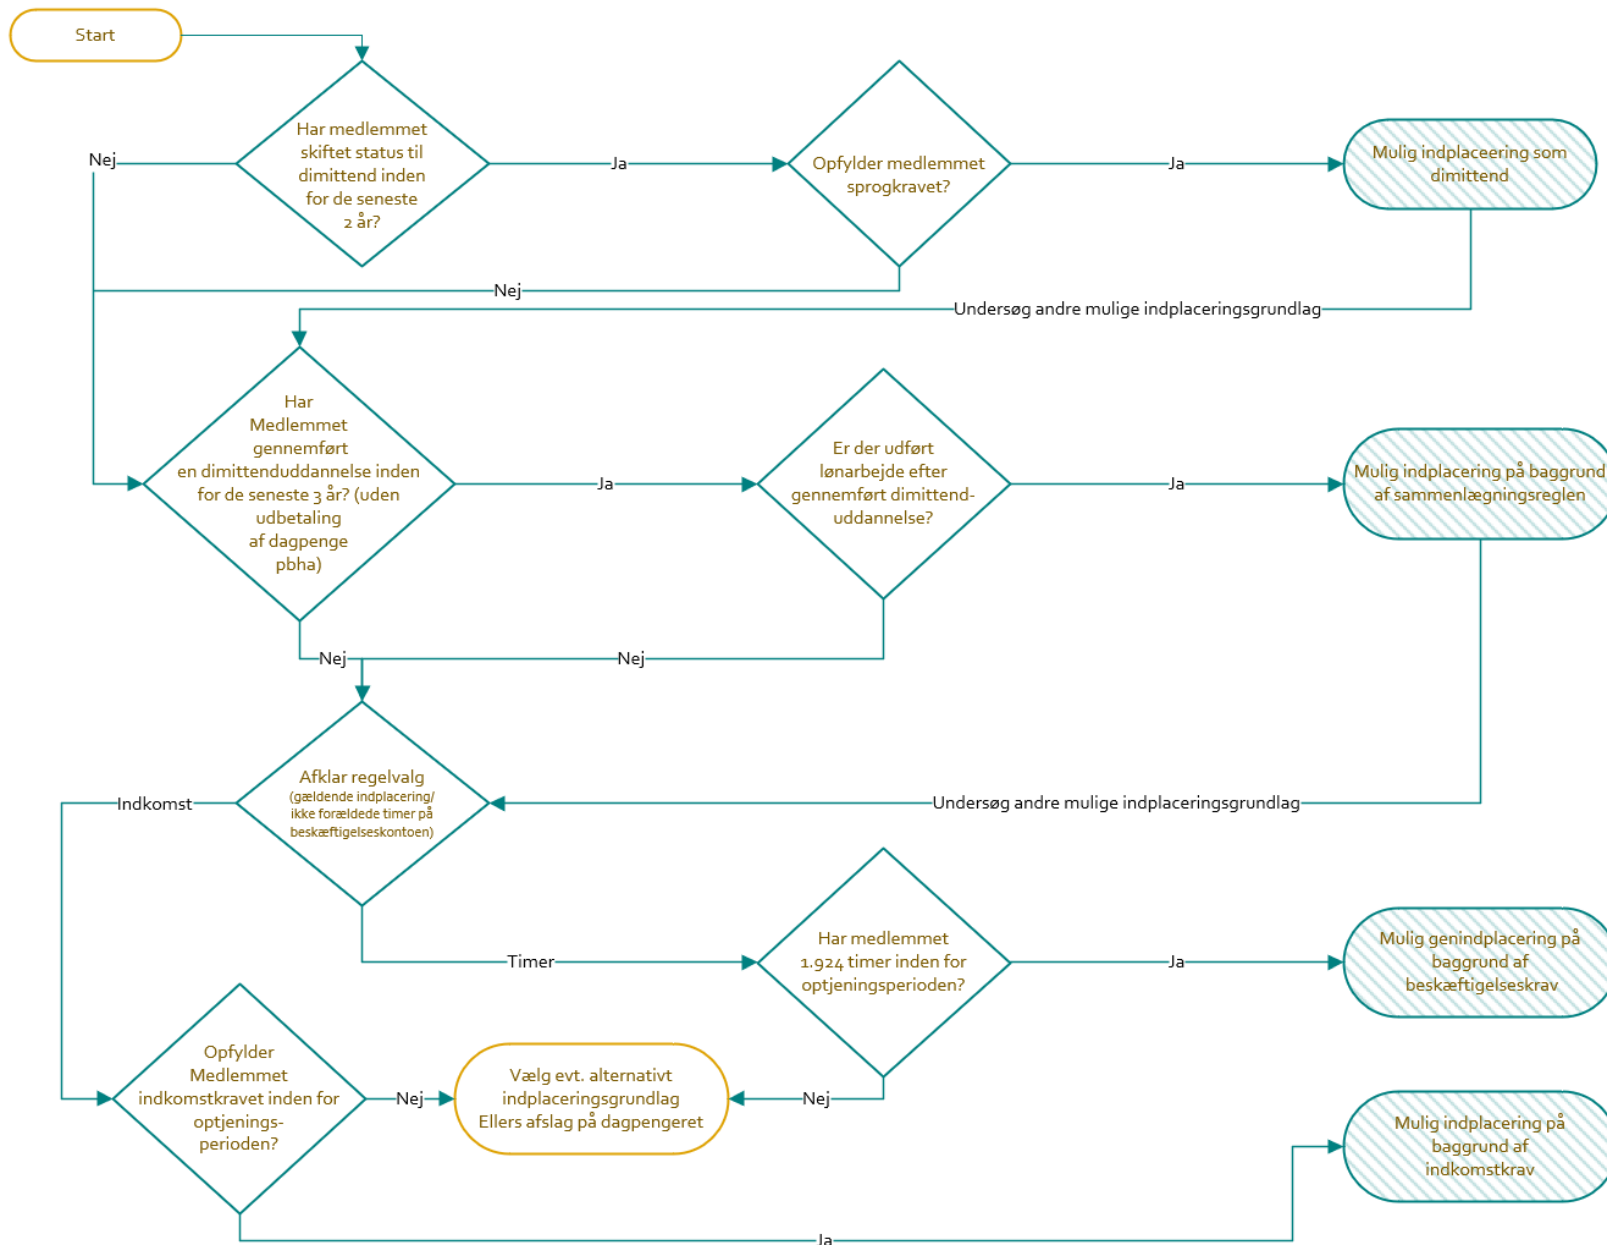 Start
Har medlemmet
skiftet status til
dimittend inden
for de seneste
2 år?
Nej
Ja
Opfylder medlemmet
sprogkravet?
Ja
Mulig indplaceering som
dimittend
Nej
Undersøg andre mulige indplaceringsgrundlag
Har
Medlemmet
gennemført
en dimittenduddannelse inden
for de seneste 3 år? (uden
udbetaling
af dagpenge
pbha)
Ja
Er der udført
lønarbejde efter
gennemført dimittend-
uddannelse?
Ja
Mulig indplacering på baggrund
af sammenlægningsreglen
Nej
Nej
Afklar regelvalg
(gældende indplacering/
ikke forældede timer på
beskæftigelseskontoen)
Indkomst
Undersøg andre mulige indplaceringsgrundlag
Timer
Har medlemmet
1.924 timer inden for
optjeningsperioden?
Ja
Mulig genindplacering på
baggrund af
beskæftigelseskrav
Opfylder
Medlemmet
indkomstkravet inden for
optjenings-
perioden?
Nej
Vælg evt. alternativt
indplaceringsgrundlag
Ellers afslag på dagpengeret
Nej
Mulig indplacering på
baggrund af
indkomstkrav
Ja